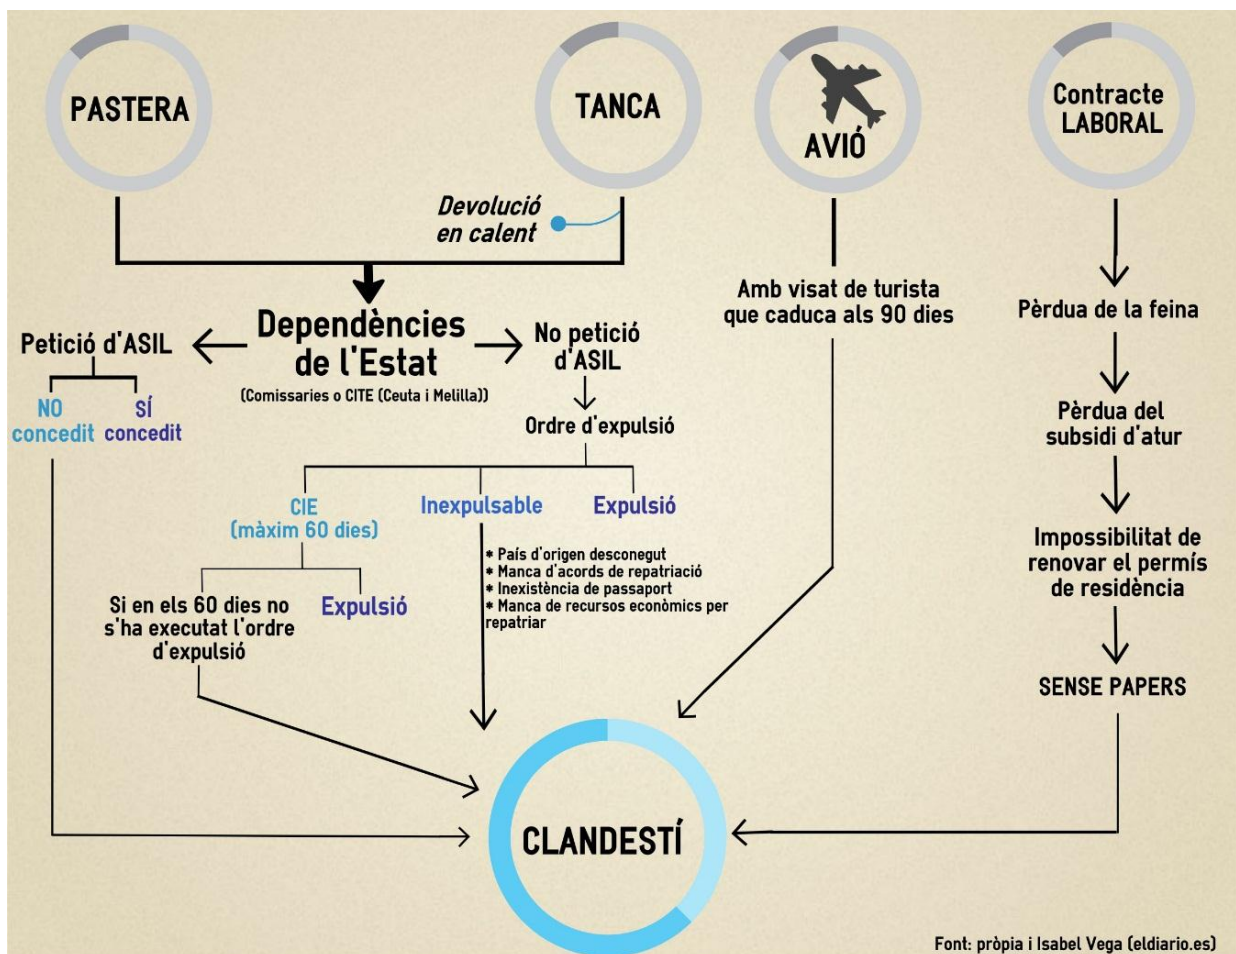 PASTERA
TANCA
AVIÓ
Contracte
LABORAL
Devolució
en calent
Dependències
de l'Estat
(Comissaries o CITE (Ceuta i Melilla))
Petició d'ASIL
NO
concedit
SÍ
concedit
No petició
d'ASIL
Ordre d'expulsió
CIE
(màxim 60 dies)
Inexpulsable
Expulsió
Si en els 60 dies no
s'ha executat l'ordre
d'expulsió
Expulsió
* País d'origen desconegut
* Manca d'acords de repatriació
* Inexistència de passaport
* Manca de recursos econòmics per
repatriar
Amb visat de turista
que caduca als 90 dies
Pèrdua de la feina
Pèrdua del
subsidi d'atur
Impossibilitat de
renovar el permís
de residència
SENSE PAPERS
CLANDESTÍ
Font: pròpia i Isabel Vega (eldiario.es)